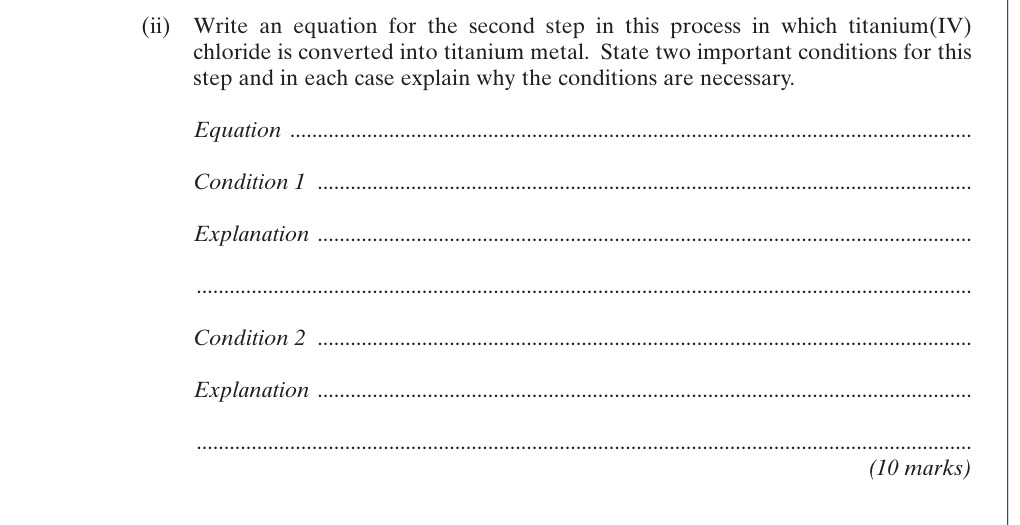 (ii) Write an equation for the second step in this process in which titanium(IV)
chloride is converted into titanium metal. State two important conditions for this
step and in each case explain why the conditions are necessary.
Equation ..............................................................................................................................
Condition 1 .........................................................................................................................
Explanation .........................................................................................................................
...............................................................................................................................................
Condition 2 .........................................................................................................................
Explanation .........................................................................................................................
...............................................................................................................................................
(10 marks)